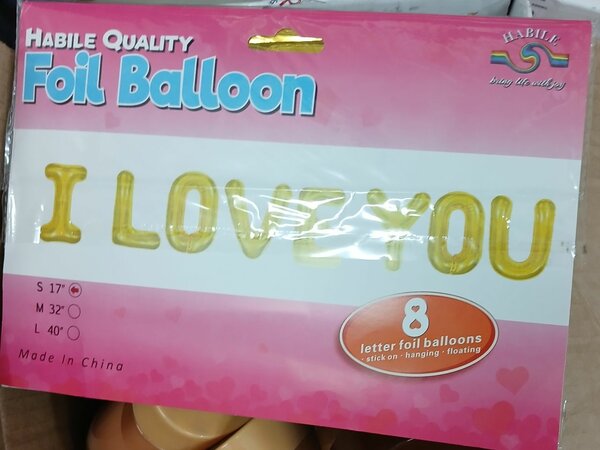 HABILE QUALITY
Foil Balloon
HABILE
bring life with joy
I LOVE YOU
S 17"
M 32"
L 40"
Made In China
8
letter foil balloons
· stick on · hanging · floating